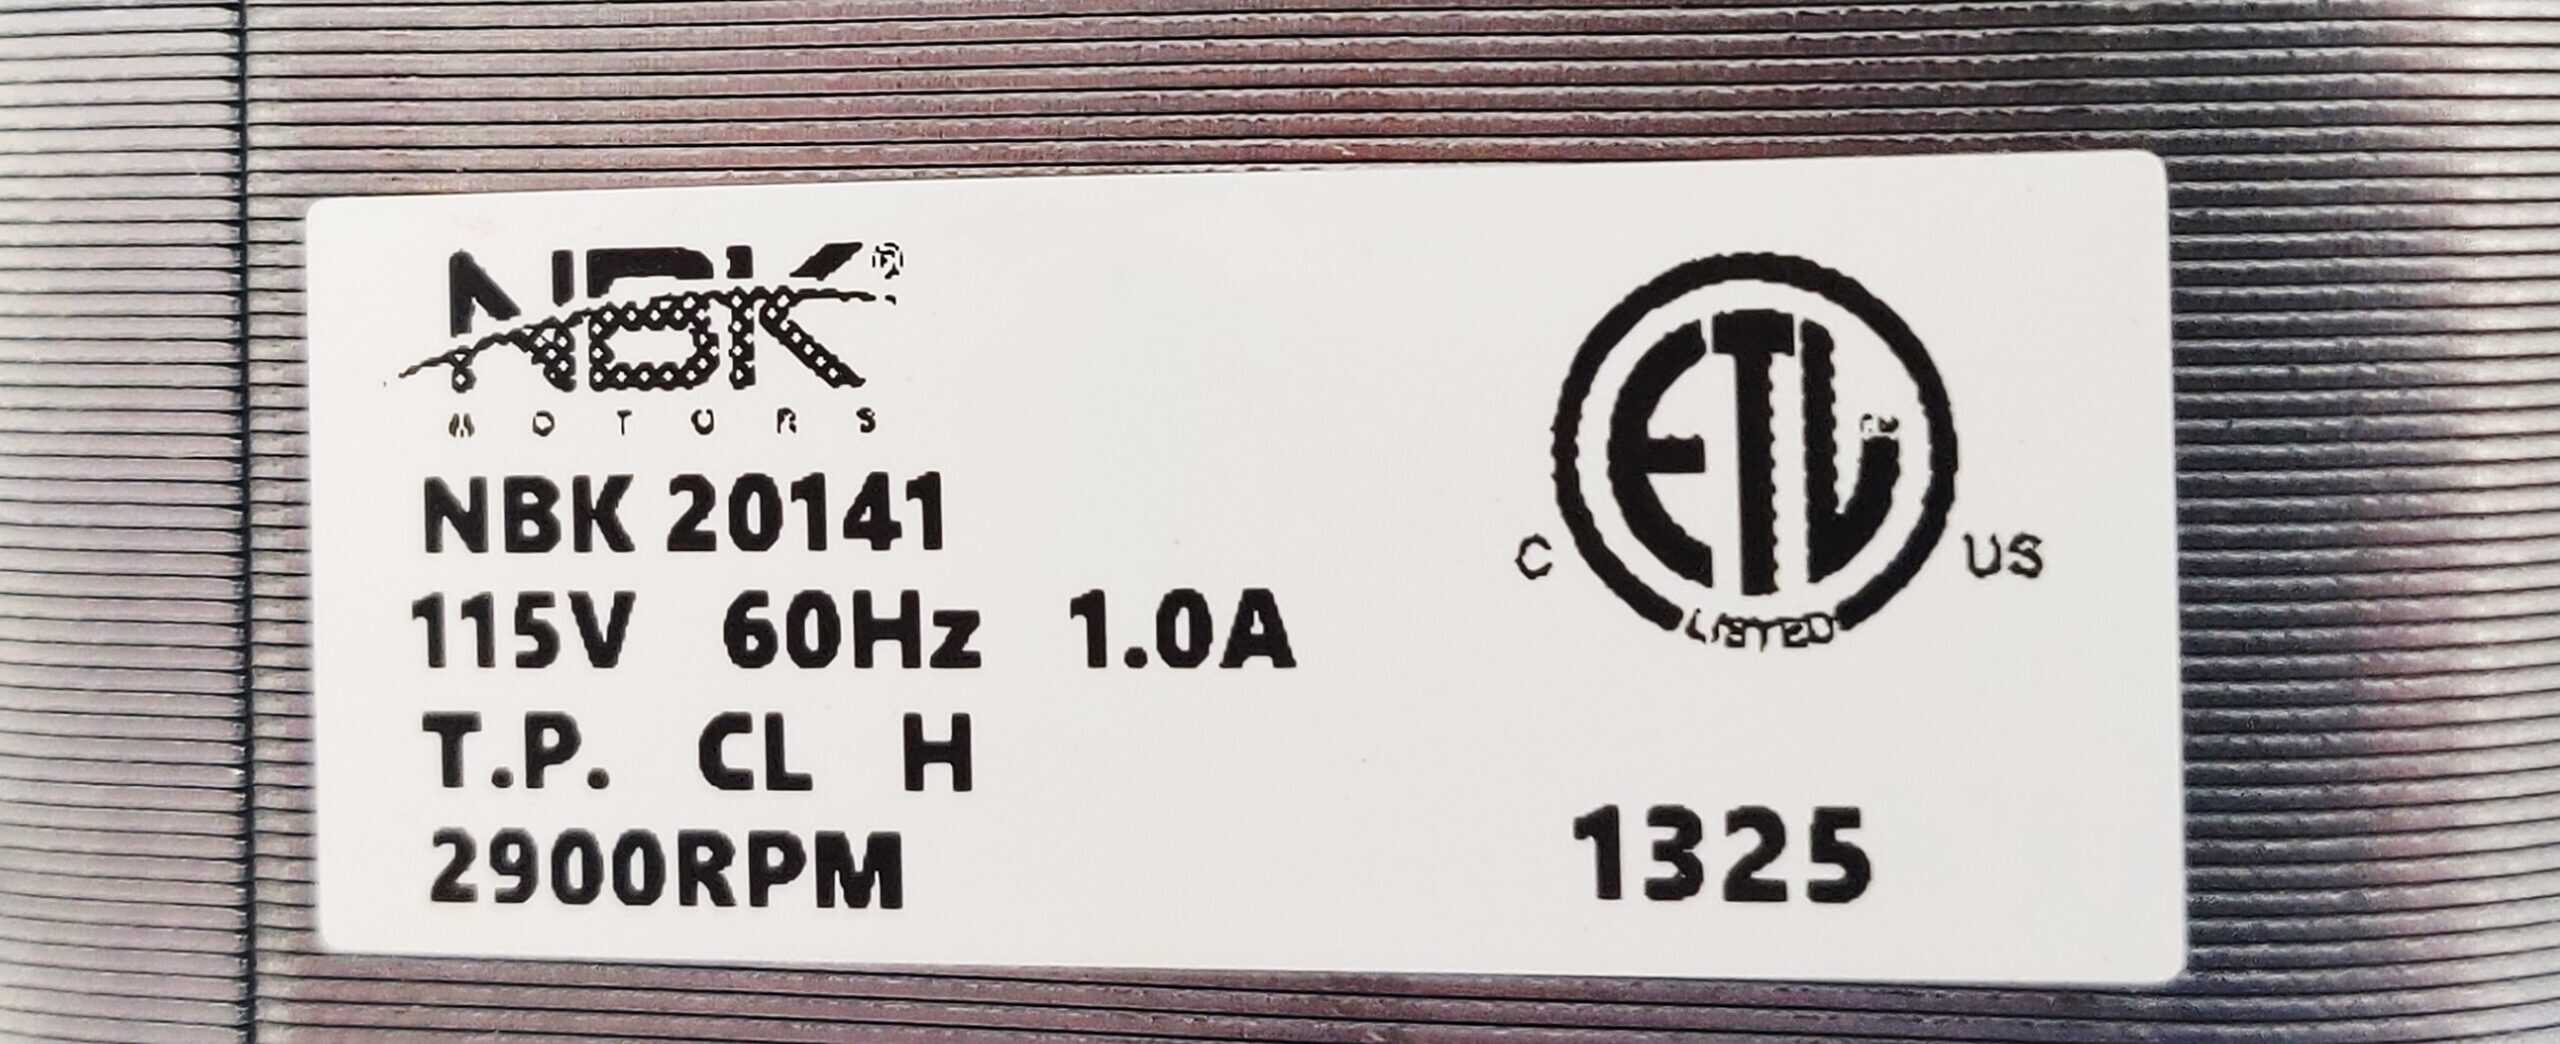 NBK®
MOTORS
NBK 20141
115V 60Hz 1.0A
T.P. CL H
2900RPM
ETL
C US
LISTED
1325